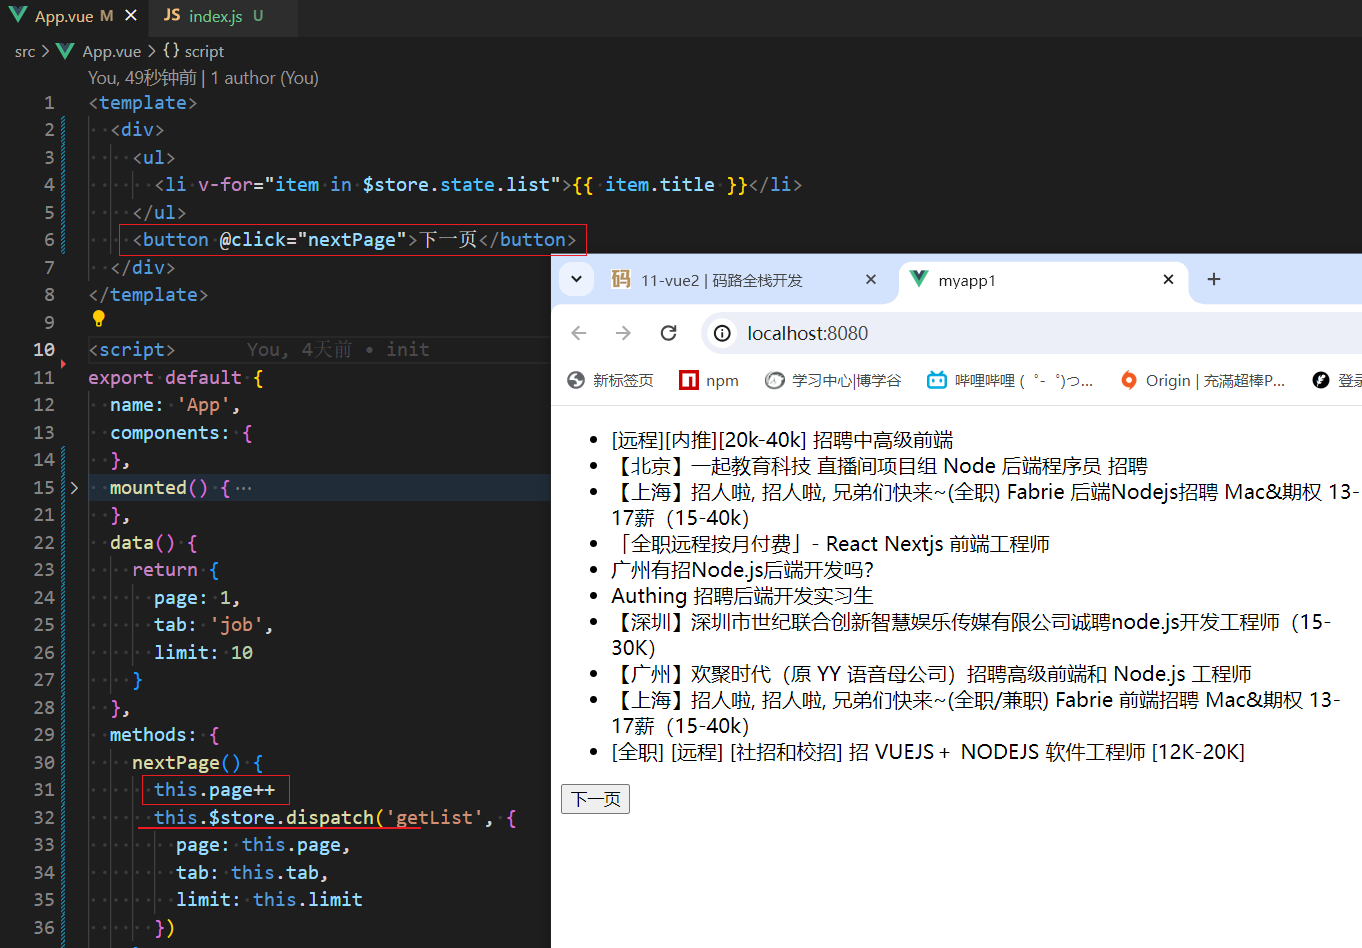 App.vue M
JS index.js U
src > App.vue > {} script
You, 49秒钟前 | 1 author (You)
1 <template>
2 <div>
3 <ul>
4 <li v-for="item in $store.state.list">{{ item.title }}</li>
5 </ul>
6 <button @click="nextPage">下一页</button>
7 </div>
8 </template>
9
10 <script> You, 4天前 • init
11 export default {
12 name: 'App',
13 components: {
14 },
15 mounted() { ···
21 },
22 data() {
23 return {
24 page: 1,
25 tab: 'job',
26 limit: 10
27 }
28 },
29 methods: {
30 nextPage() {
31 this.page++
32 this.$store.dispatch('getList', {
33 page: this.page,
34 tab: this.tab,
35 limit: this.limit
36 })
码 11-vue2 | 码路全栈开发
myapp1
localhost:8080
新标签页
npm
学习中心|博学谷
哔哩哔哩 (゜-゜)つ...
Origin | 充满超棒P...
登录
• [远程][内推][20k-40k] 招聘中高级前端
• 【北京】一起教育科技 直播间项目组 Node 后端程序员 招聘
• 【上海】招人啦, 招人啦, 兄弟们快来~(全职) Fabrie 后端Nodejs招聘 Mac&期权 13-
17薪（15-40k）
• 「全职远程按月付费」- React Nextjs 前端工程师
• 广州有招Node.js后端开发吗?
• Authing 招聘后端开发实习生
• 【深圳】深圳市世纪联合创新智慧娱乐传媒有限公司诚聘node.js开发工程师（15-
30K）
• 【广州】欢聚时代（原 YY 语音母公司）招聘高级前端和 Node.js 工程师
• 【上海】招人啦, 招人啦, 兄弟们快来~(全职/兼职) Fabrie 前端招聘 Mac&期权 13-
17薪（15-40k）
• [全职] [远程] [社招和校招] 招 VUEJS + NODEJS 软件工程师 [12K-20K]
下一页